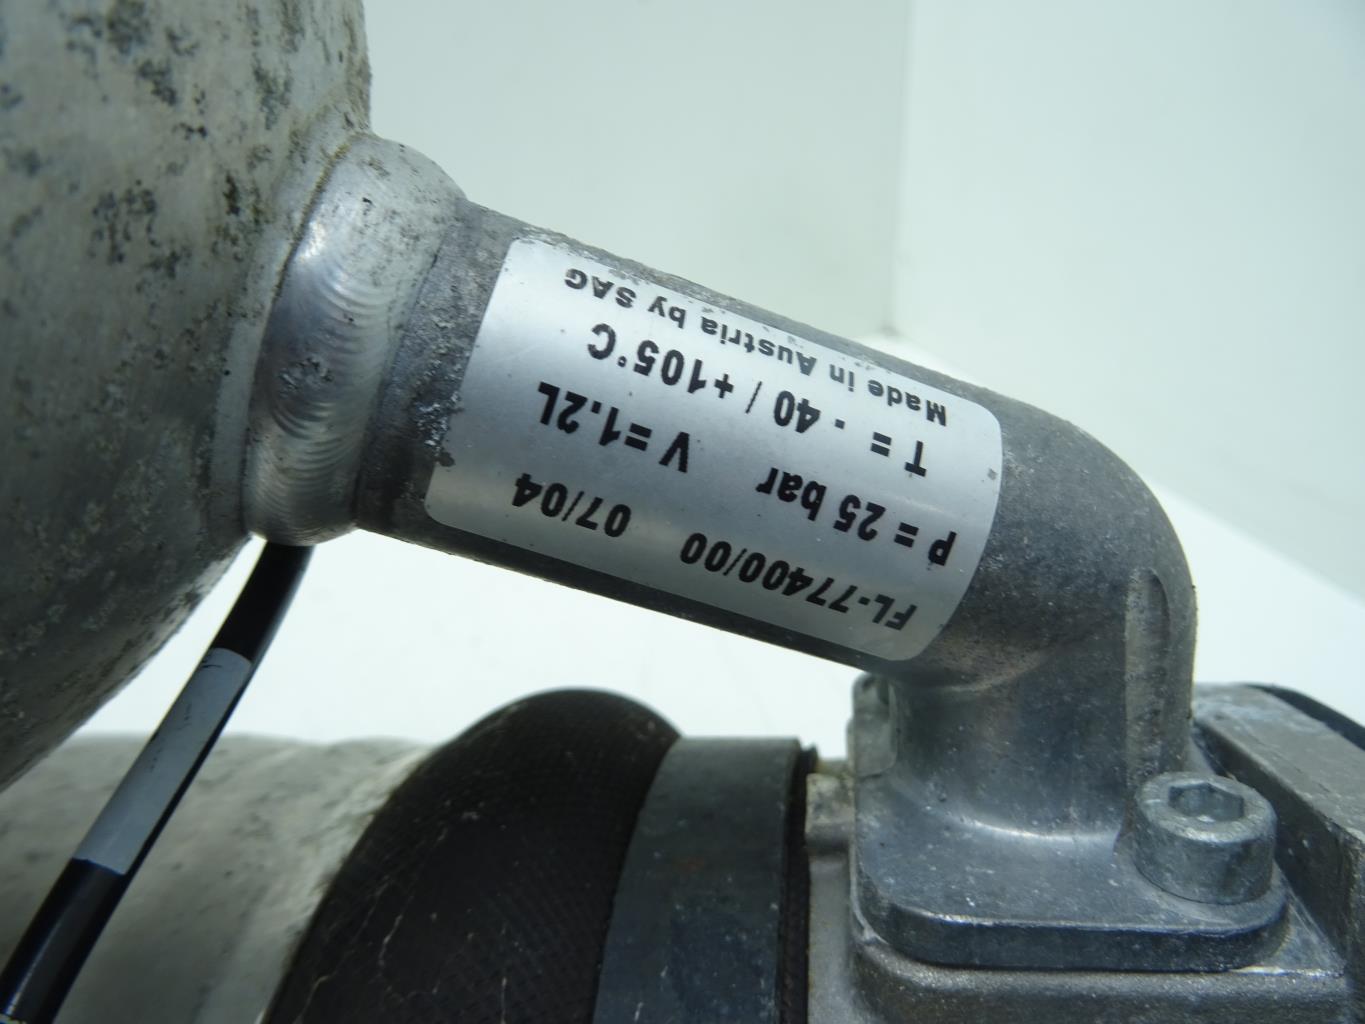 FL-77400/00 07/04
P = 25 bar V=1.2L
T= - 40 / +105°C
Made in Austria by SAG